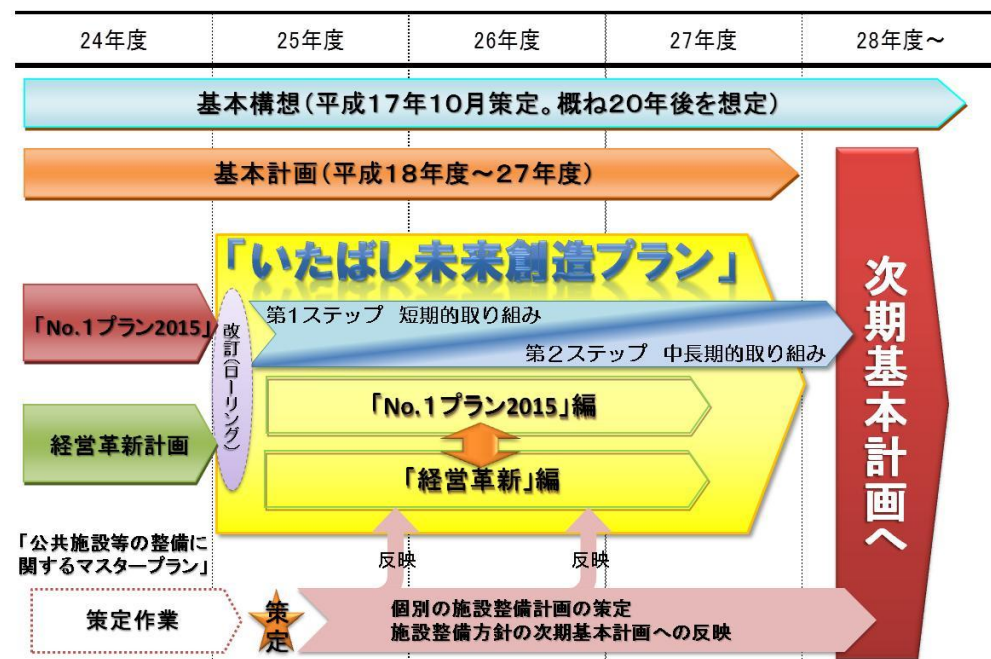 24年度
25年度
26年度
27年度
28年度～
基本構想(平成17年10月策定。概ね20年後を想定)
基本計画(平成18年度～27年度)
「いたばし未来創造プラン」
「No.1プラン2015」
改訂(ローリング)
第1ステップ 短期的取り組み
第2ステップ 中長期的取り組み
「No.1プラン2015」編
経営革新計画
「経営革新」編
次期基本計画へ
「公共施設等の整備に
関するマスタープラン」
反映
反映
策定作業
策定
個別の施設整備計画の策定
施設整備方針の次期基本計画への反映